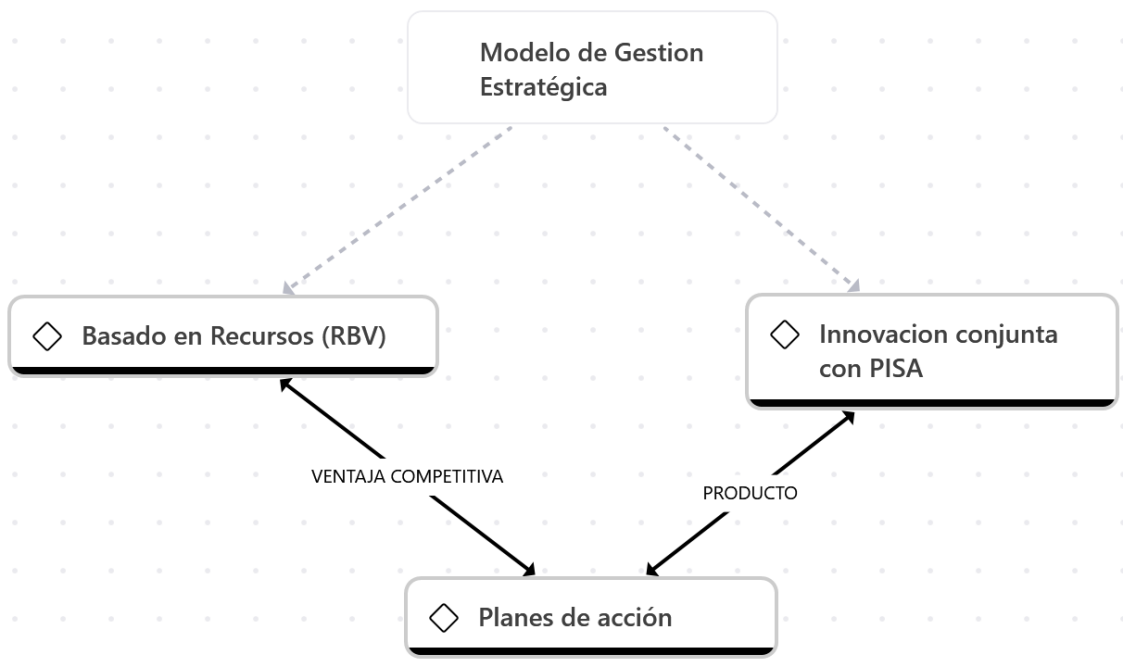 Modelo de Gestion
Estratégica
Basado en Recursos (RBV)
Innovacion conjunta
con PISA
VENTAJA COMPETITIVA
PRODUCTO
Planes de acción